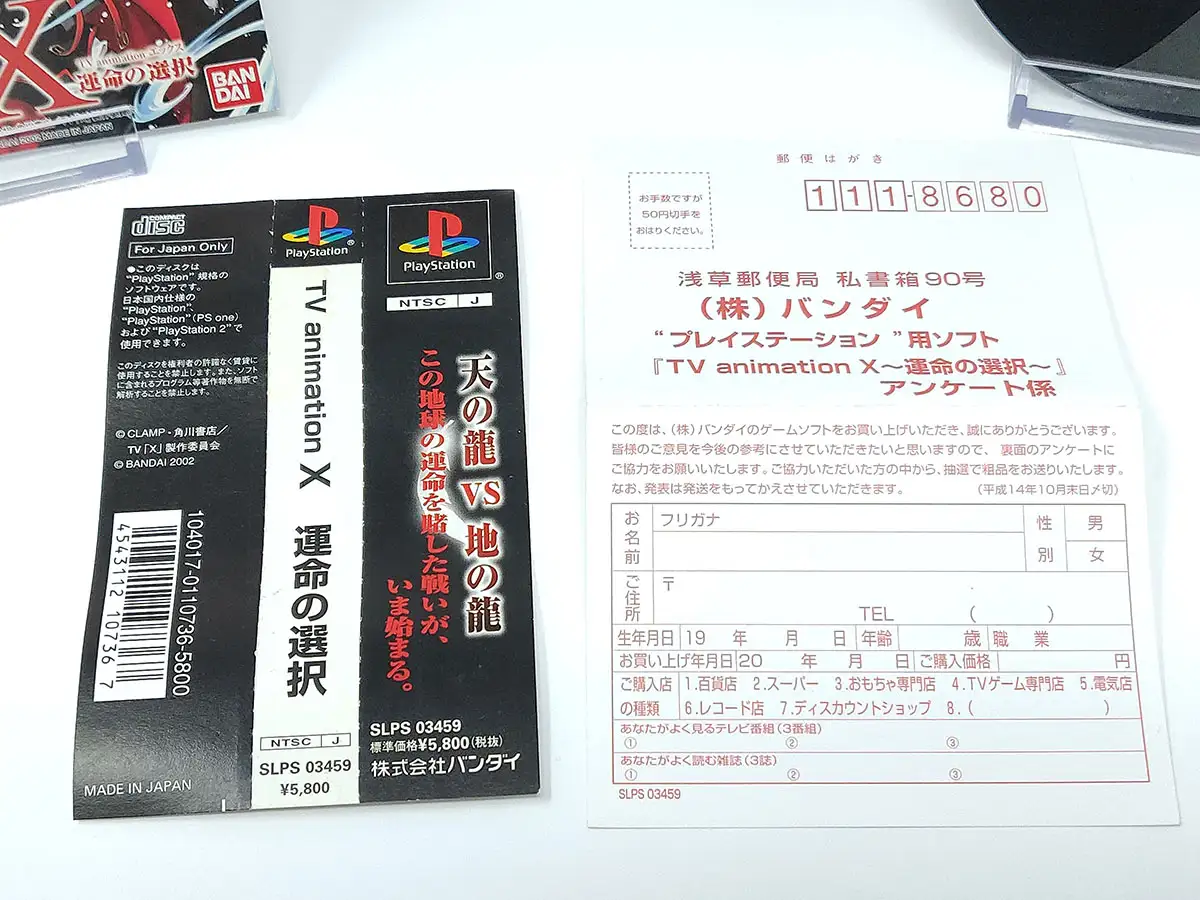 X
TV animation エックス
運命の選択
BAN
DAI
DAI 2002 MADE IN JAPAN
COMPACT
disc
For Japan Only
●このディスクは
“PlayStation” 規格の
ソフトウェアです。
日本国内仕様の
“PlayStation”、
“PlayStation”(PS one)
および“PlayStation 2”で
使用できます。
このディスクを権利者の許諾なく賃貸に
使用することを禁止します。また、ソフト
に含まれるプログラム等著作物を無断で
解析することを禁止します。
© CLAMP・角川書店／
TV「X」製作委員会
© BANDAI 2002
104017-0110736-5800
4543112 10736 7
MADE IN JAPAN
PlayStation®
TV animation X 運命の選択
NTSC J
SLPS 03459
¥5,800
PlayStation
®
NTSC J
天の龍 VS 地の龍
この地球の運命を賭した戦いが、
いま始まる。
SLPS 03459
標準価格¥5,800(税抜)
株式会社バンダイ
郵便はがき
お手数ですが
50円切手を
おはりください。
111-8680
浅草郵便局 私書箱90号
(株)バンダイ
“プレイステーション ”用ソフト
『TV animation X～運命の選択～』
アンケート係
この度は、(株)バンダイのゲームソフトをお買い上げいただき、誠にありがとうございます。
皆様のご意見を今後の参考にさせていただきたいと思いますので、裏面のアンケートに
ご協力をお願いいたします。ご協力いただいた方の中から、抽選で粗品をお送りいたします。
なお、発表は発送をもってかえさせていただきます。 (平成14年10月末日〆切)
お名前 フリガナ 性別 男 女
ご住所 〒
TEL ( )
生年月日 19 年 月 日 年齢 歳 職業
お買い上げ年月日 20 年 月 日 ご購入価格 円
ご購入店 1.百貨店 2.スーパー 3.おもちゃ専門店 4.TVゲーム専門店 5.電気店
の種類 6.レコード店 7.ディスカウントショップ 8.( )
あなたがよく見るテレビ番組(3番組)
① ② ③
あなたがよく読む雑誌(3誌)
① ② ③
SLPS 03459